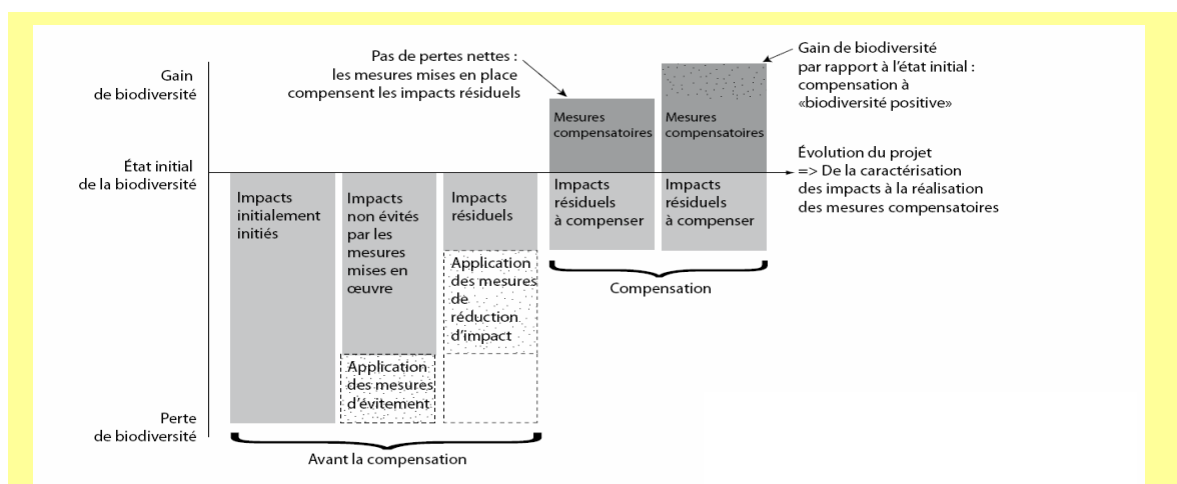 Pas de pertes nettes :
les mesures mises en place
compensent les impacts résiduels
Gain de biodiversité
par rapport à l'état initial :
compensation à
«biodiversité positive»
Gain
de biodiversité
Mesures
compensatoires
Mesures
compensatoires
État initial
de la biodiversité
Évolution du projet
=> De la caractérisation
des impacts à la réalisation
des mesures compensatoires
Impacts
initialement
initiés
Impacts
non évités
par les
mesures
mises en
œuvre
Impacts
résiduels
Impacts
résiduels
à compenser
Impacts
résiduels
à compenser
Application
des mesures
de
réduction
d'impact
Compensation
Application
des mesures
d'évitement
Perte
de biodiversité
Avant la compensation